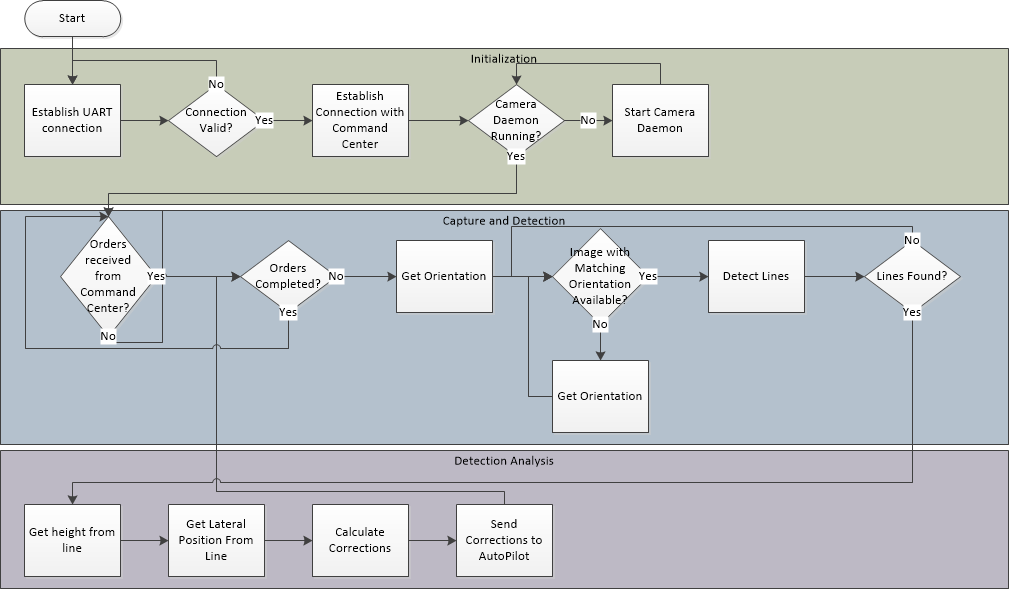 Start
Initialization
Establish UART
connection
No
Connection
Valid?
Yes
Establish
Connection with
Command
Center
Camera
Daemon
Running?
No
Yes
Start Camera
Daemon
Capture and Detection
Orders
received
from
Command
Center?
Yes
No
Orders
Completed?
No
Yes
Get Orientation
Image with
Matching
Orientation
Available?
Yes
No
Get Orientation
Detect Lines
No
Lines Found?
Yes
Detection Analysis
Get height from
line
Get Lateral
Position From
Line
Calculate
Corrections
Send
Corrections to
AutoPilot